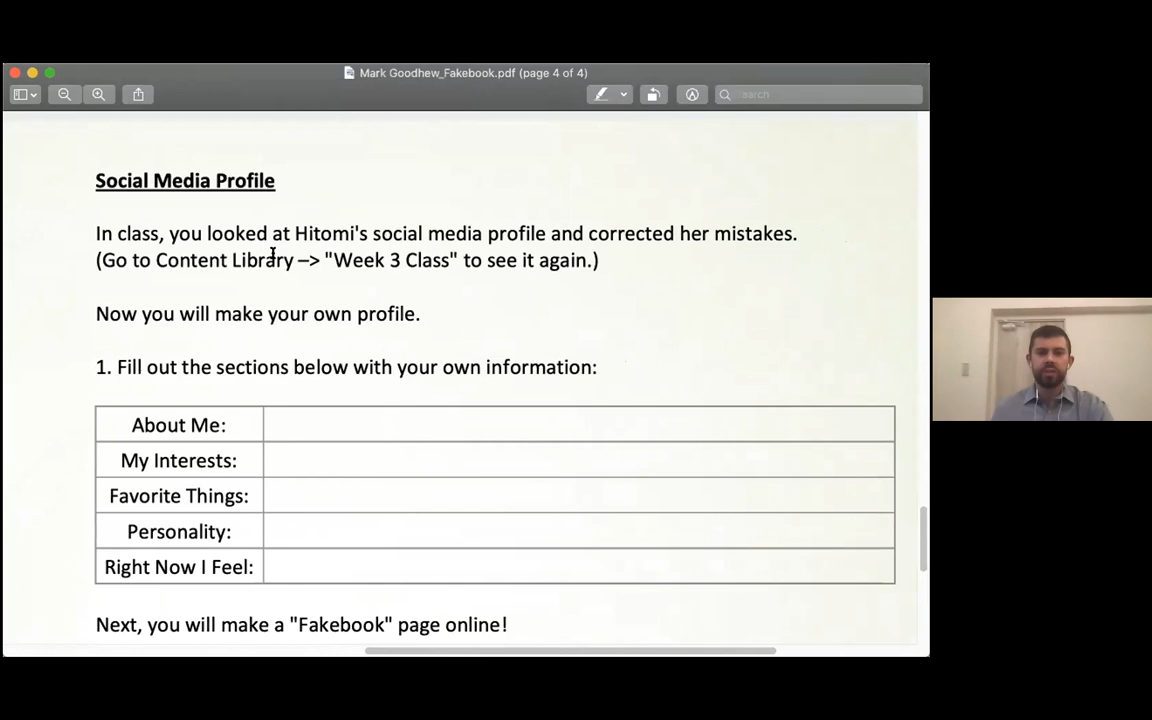 Mark Goodhew_Fakebook.pdf (page 4 of 4)
Social Media Profile
In class, you looked at Hitomi's social media profile and corrected her mistakes.
(Go to Content Library –> "Week 3 Class" to see it again.)
Now you will make your own profile.
1. Fill out the sections below with your own information:
About Me:
My Interests:
Favorite Things:
Personality:
Right Now I Feel:
Next, you will make a "Fakebook" page online!